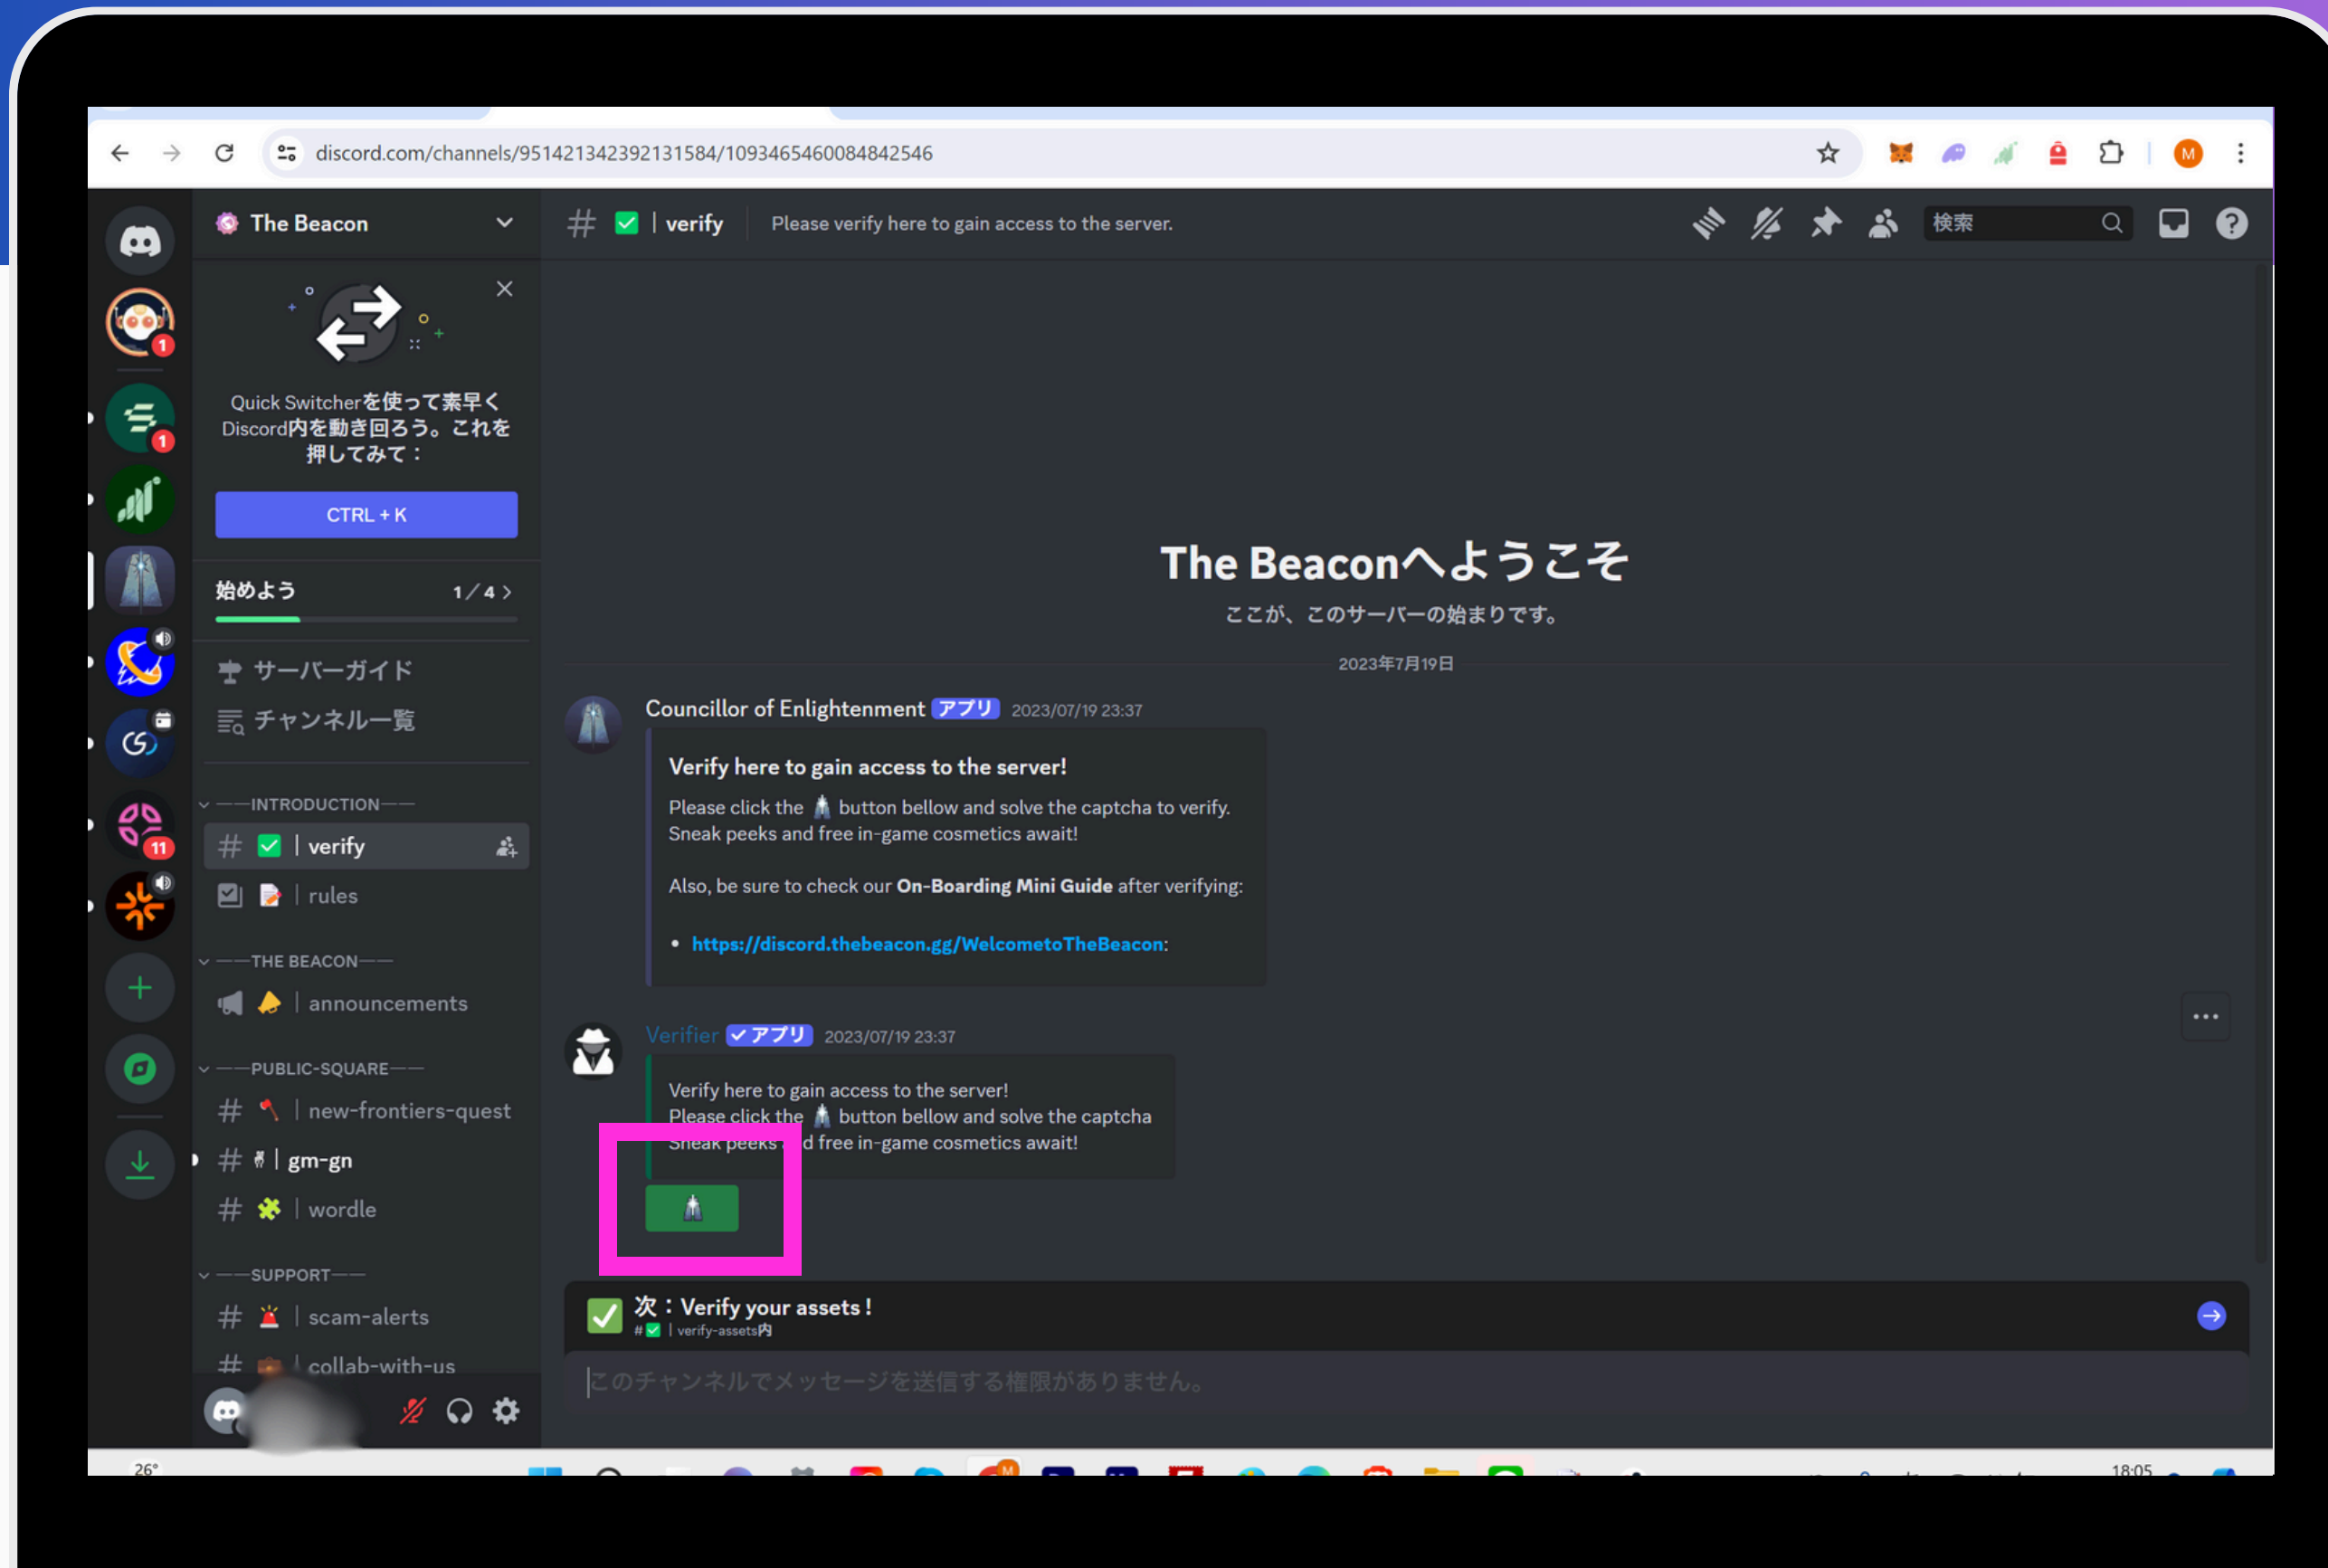 discord.com/channels/951421342392131584/1093465460084842546
M
The Beacon
# ✅ | verify
Please verify here to gain access to the server.
検索
1
1
11
Quick Switcherを使って素早く
Discord内を動き回ろう。これを
押してみて：
CTRL + K
始めよう
1 / 4 >
サーバーガイド
チャンネル一覧
——INTRODUCTION——
# ✅ | verify
📝 | rules
——THE BEACON——
| announcements
——PUBLIC-SQUARE——
# 🪓 | new-frontiers-quest
# | gm-gn
# 🧩 | wordle
——SUPPORT——
# 🚨 | scam-alerts
# 💼 | collab-with-us
The Beaconへようこそ
ここが、このサーバーの始まりです。
2023年7月19日
Councillor of Enlightenment アプリ 2023/07/19 23:37
Verify here to gain access to the server!
Please click the button bellow and solve the captcha to verify.
Sneak peeks and free in-game cosmetics await!
Also, be sure to check our On-Boarding Mini Guide after verifying:
• https://discord.thebeacon.gg/WelcometoTheBeacon:
Verifier ✓ アプリ 2023/07/19 23:37
Verify here to gain access to the server!
Please click the button bellow and solve the captcha
Sneak peeks d free in-game cosmetics await!
次：Verify your assets !
# ✅ | verify-assets内
このチャンネルでメッセージを送信する権限がありません。
26°
18:05